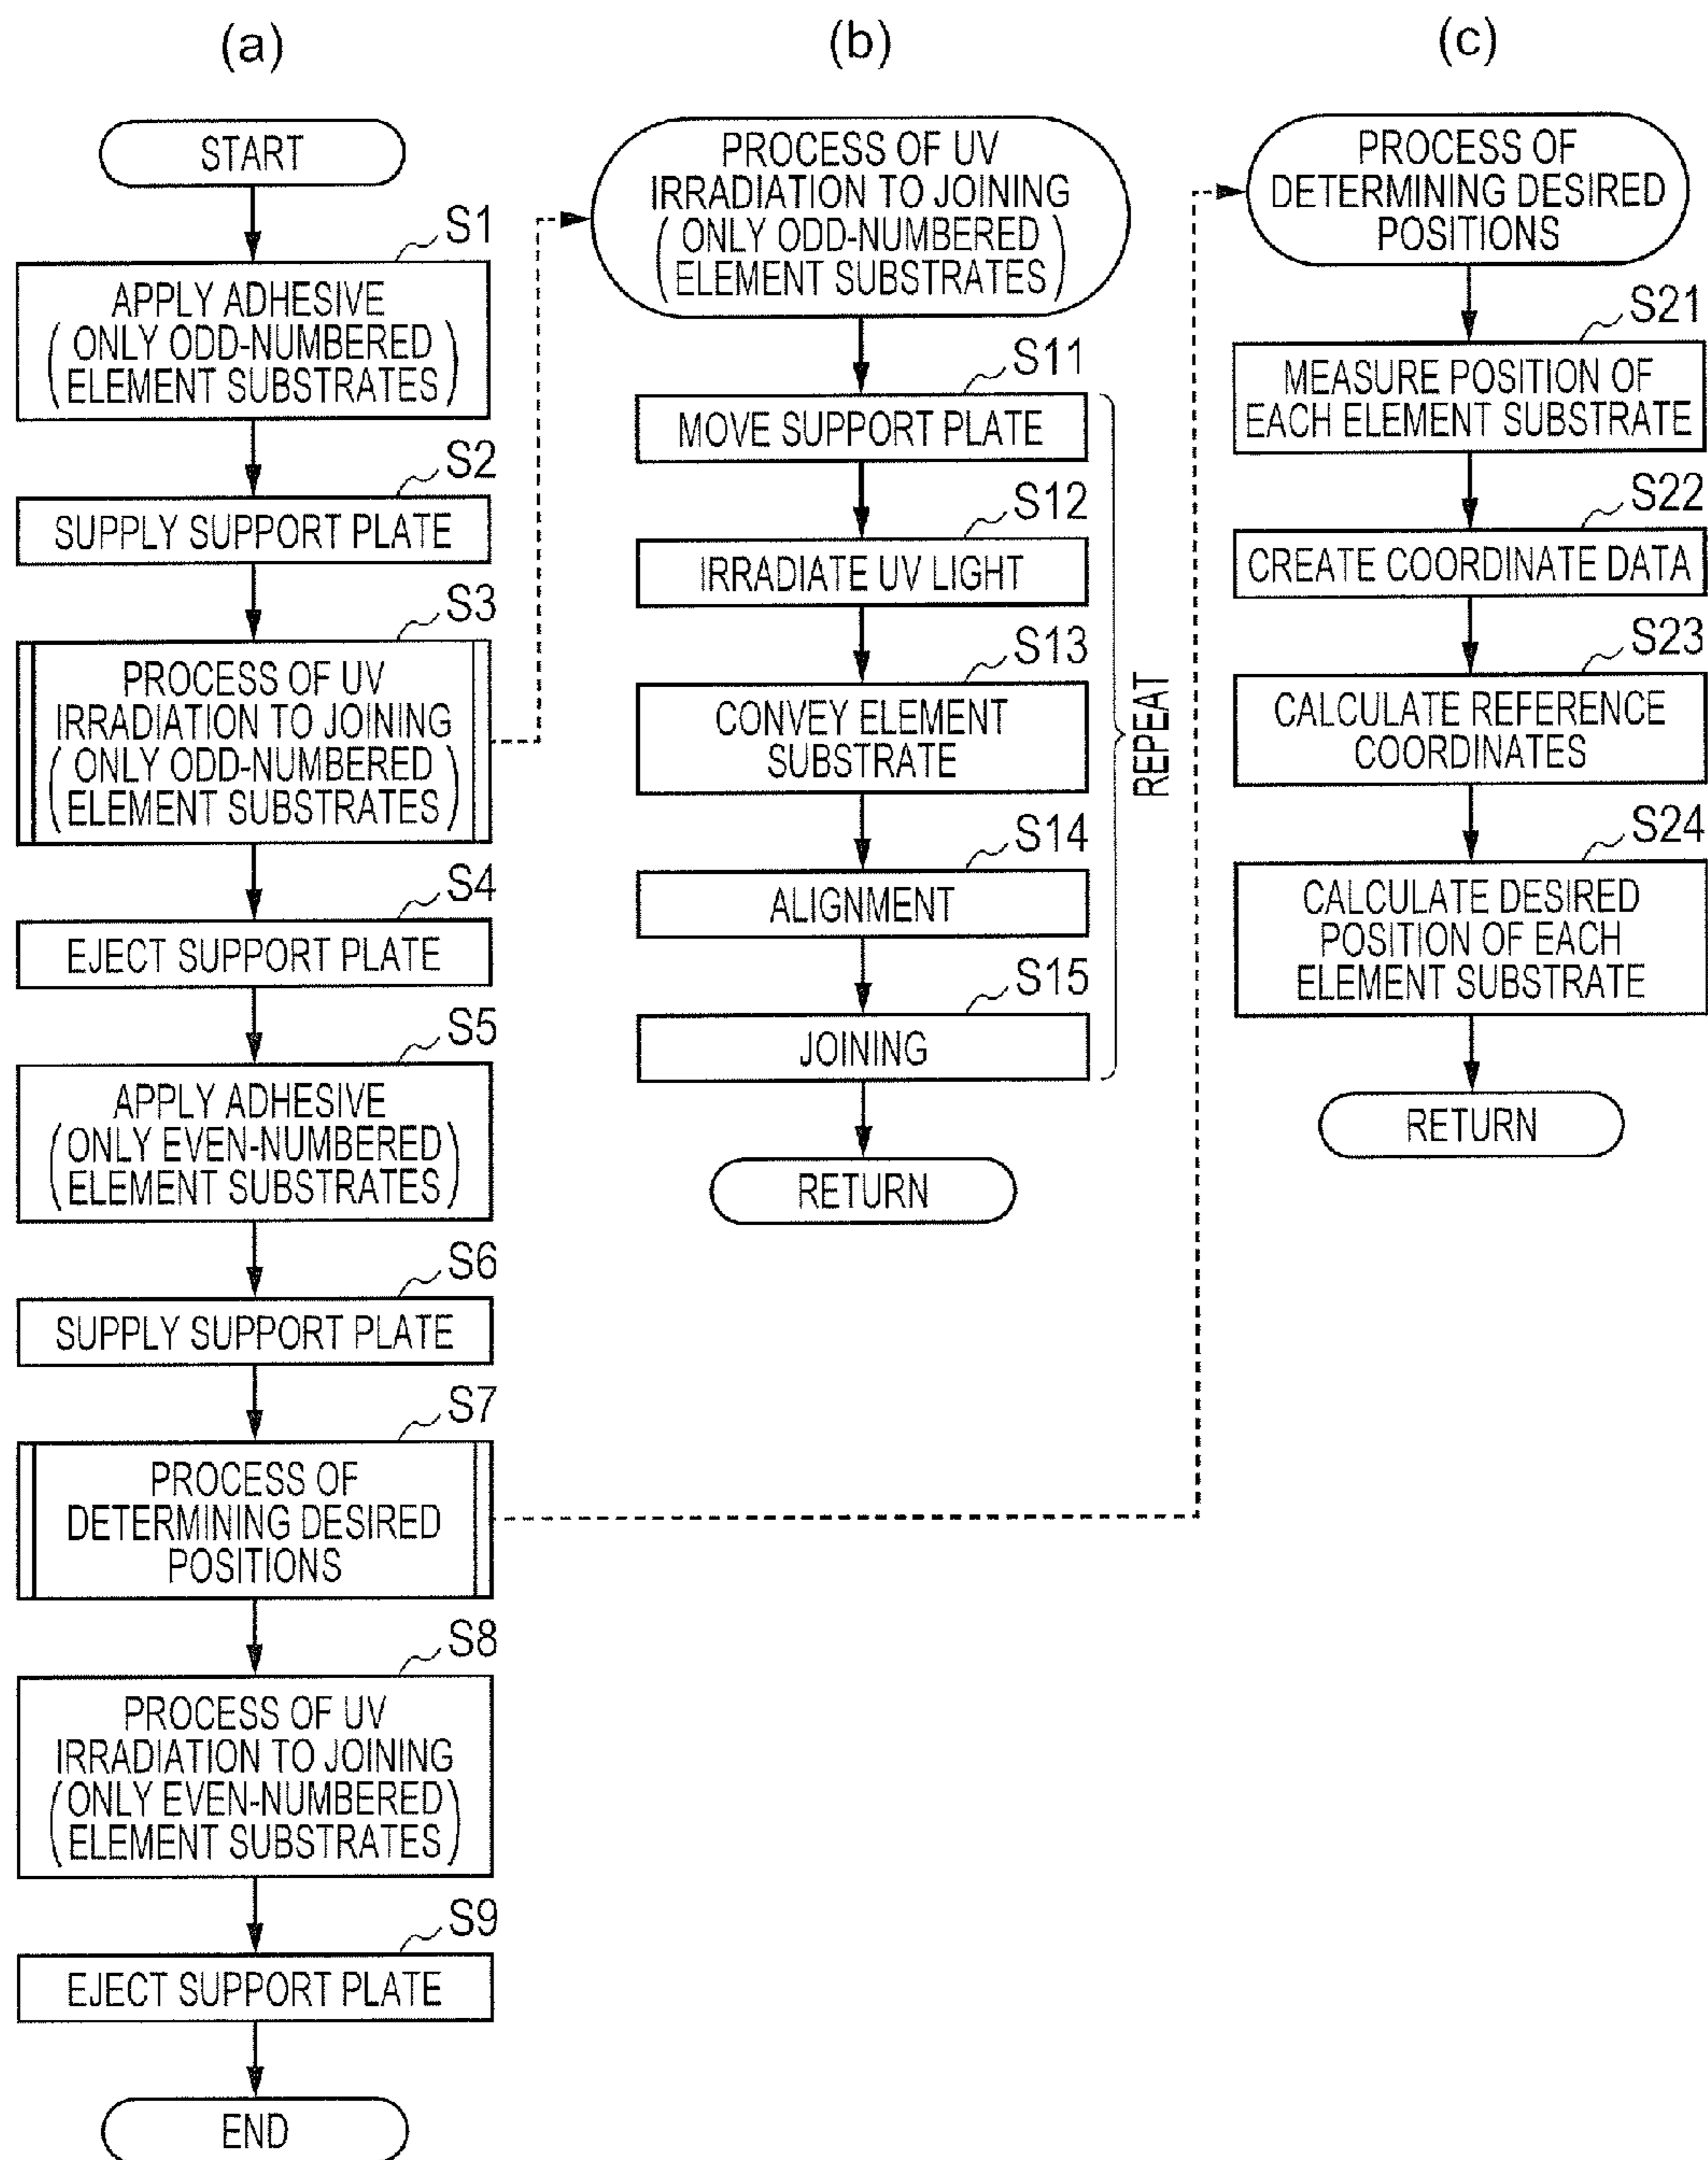 (a)
START
S1
APPLY ADHESIVE
(ONLY ODD-NUMBERED
ELEMENT SUBSTRATES)
S2
SUPPLY SUPPORT PLATE
S3
PROCESS OF UV
IRRADIATION TO JOINING
(ONLY ODD-NUMBERED
ELEMENT SUBSTRATES)
S4
EJECT SUPPORT PLATE
S5
APPLY ADHESIVE
(ONLY EVEN-NUMBERED
ELEMENT SUBSTRATES)
S6
SUPPLY SUPPORT PLATE
S7
PROCESS OF
DETERMINING DESIRED
POSITIONS
S8
PROCESS OF UV
IRRADIATION TO JOINING
(ONLY EVEN-NUMBERED
ELEMENT SUBSTRATES)
S9
EJECT SUPPORT PLATE
END
(b)
PROCESS OF UV
IRRADIATION TO JOINING
(ONLY ODD-NUMBERED
ELEMENT SUBSTRATES)
S11
MOVE SUPPORT PLATE
S12
IRRADIATE UV LIGHT
S13
CONVEY ELEMENT
SUBSTRATE
S14
ALIGNMENT
S15
JOINING
REPEAT
RETURN
(c)
PROCESS OF
DETERMINING DESIRED
POSITIONS
S21
MEASURE POSITION OF
EACH ELEMENT SUBSTRATE
S22
CREATE COORDINATE DATA
S23
CALCULATE REFERENCE
COORDINATES
S24
CALCULATE DESIRED
POSITION OF EACH
ELEMENT SUBSTRATE
RETURN